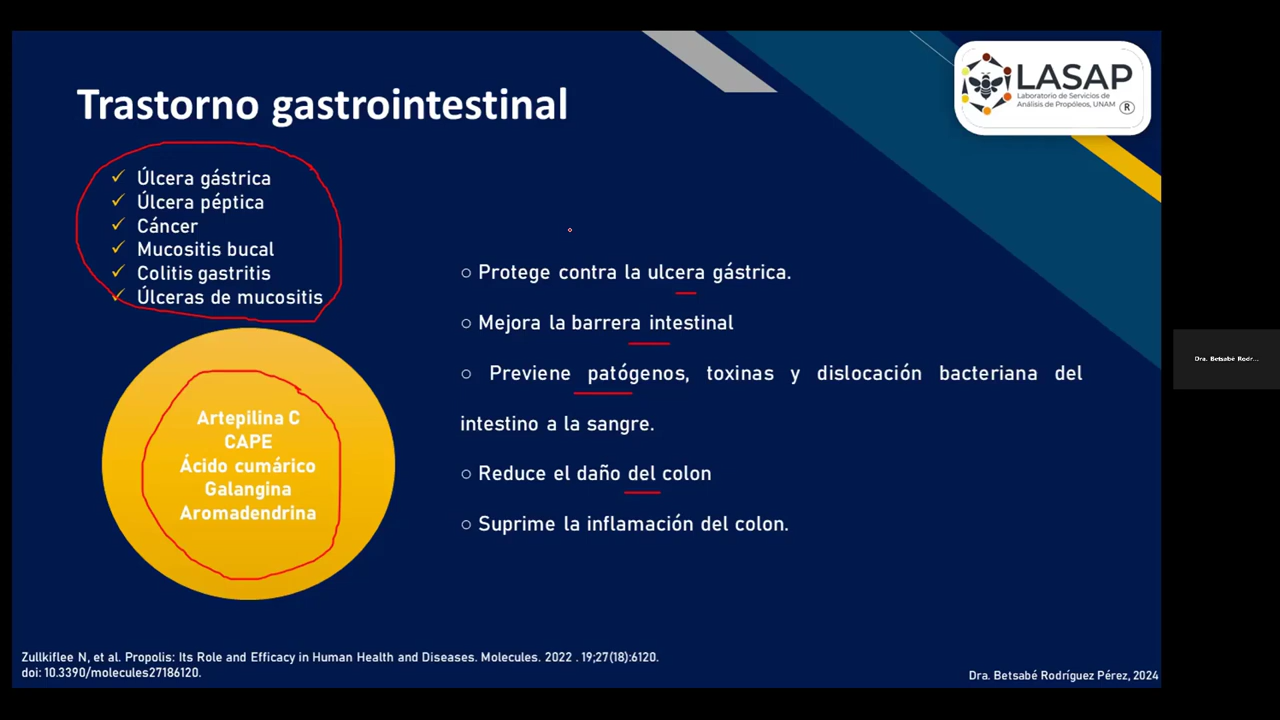 Trastorno gastrointestinal
LASAP
Laboratorio de Servicios de
Análisis de Propóleos, UNAM
®
✓ Úlcera gástrica
✓ Úlcera péptica
✓ Cáncer
✓ Mucositis bucal
✓ Colitis gastritis
✓ Úlceras de mucositis
Artepilina C
CAPE
Ácido cumárico
Galangina
Aromadendrina
○ Protege contra la ulcera gástrica.
○ Mejora la barrera intestinal
○ Previene patógenos, toxinas y dislocación bacteriana del
intestino a la sangre.
○ Reduce el daño del colon
○ Suprime la inflamación del colon.
Dra. Betsabé Rodr...
Zullkiflee N, et al. Propolis: Its Role and Efficacy in Human Health and Diseases. Molecules. 2022 . 19;27(18):6120.
doi: 10.3390/molecules27186120.
Dra. Betsabé Rodríguez Pérez, 2024